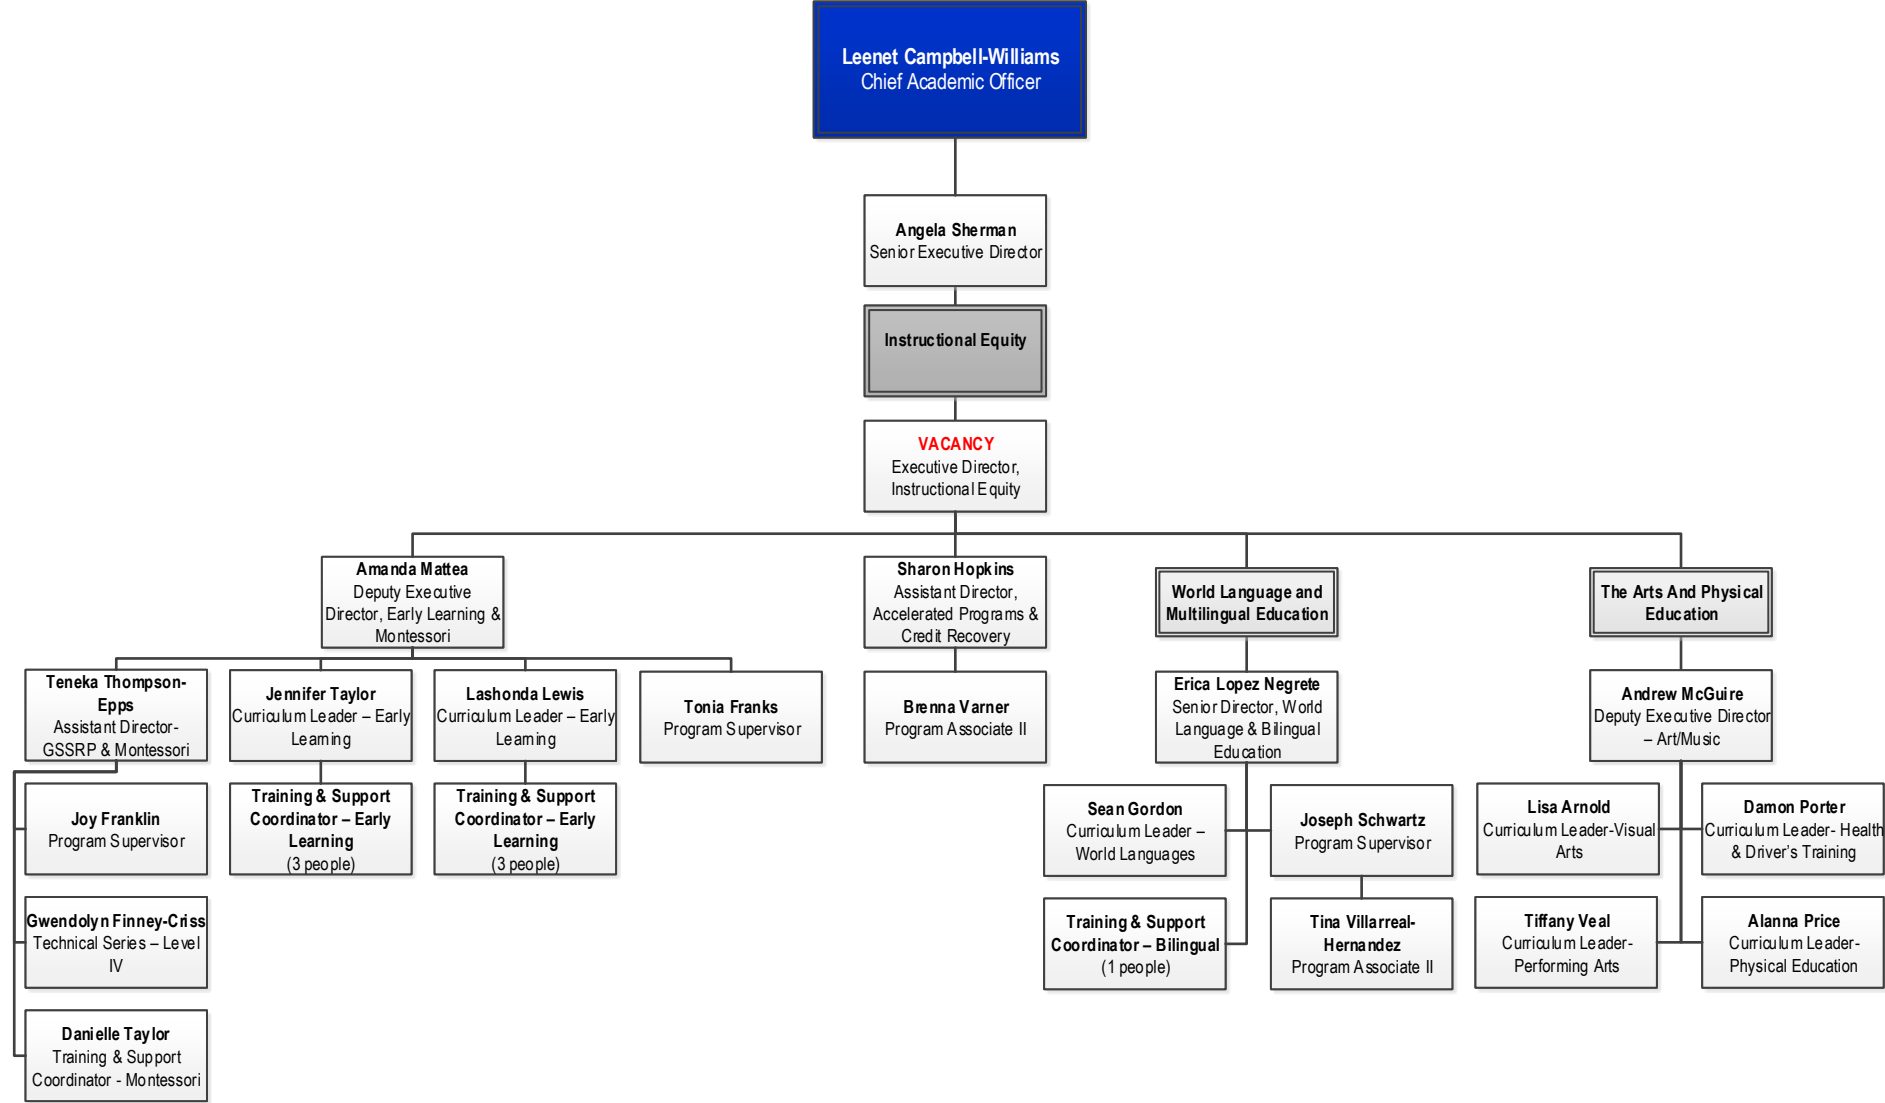 Leenet Campbell-Williams
Chief Academic Officer
Angela Sherman
Senior Executive Director
Instructional Equity
VACANCY
Executive Director,
Instructional Equity
Amanda Mattea
Deputy Executive
Director, Early Learning &
Montessori
Sharon Hopkins
Assistant Director,
Accelerated Programs &
Credit Recovery
World Language and
Multilingual Education
The Arts And Physical
Education
Teneka Thompson-
Epps
Assistant Director-
GSSRP & Montessori
Jennifer Taylor
Curriculum Leader – Early
Learning
Lashonda Lewis
Curriculum Leader – Early
Learning
Tonia Franks
Program Supervisor
Brenna Varner
Program Associate II
Erica Lopez Negrete
Senior Director, World
Language & Bilingual
Education
Andrew McGuire
Deputy Executive Director
– Art/Music
Joy Franklin
Program Supervisor
Training & Support
Coordinator – Early
Learning
(3 people)
Training & Support
Coordinator – Early
Learning
(3 people)
Sean Gordon
Curriculum Leader –
World Languages
Joseph Schwartz
Program Supervisor
Lisa Arnold
Curriculum Leader-Visual
Arts
Damon Porter
Curriculum Leader- Health
& Driver's Training
Gwendolyn Finney-Criss
Technical Series – Level
IV
Training & Support
Coordinator – Bilingual
(1 people)
Tina Villarreal-
Hernandez
Program Associate II
Tiffany Veal
Curriculum Leader-
Performing Arts
Alanna Price
Curriculum Leader-
Physical Education
Danielle Taylor
Training & Support
Coordinator - Montessori